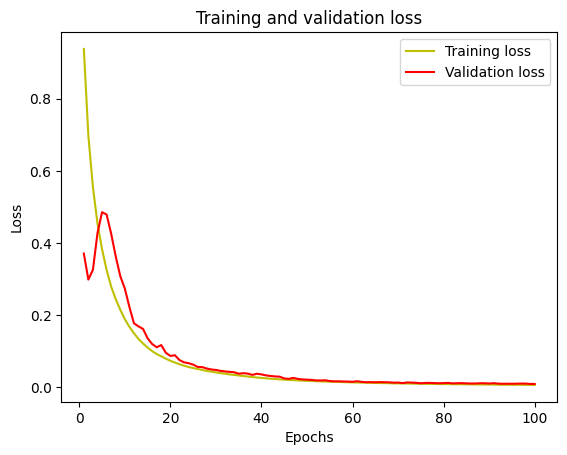 Training and validation loss
Training loss
Validation loss
Loss
0.8
0.6
0.4
0.2
0.0
0
20
40
60
80
100
Epochs